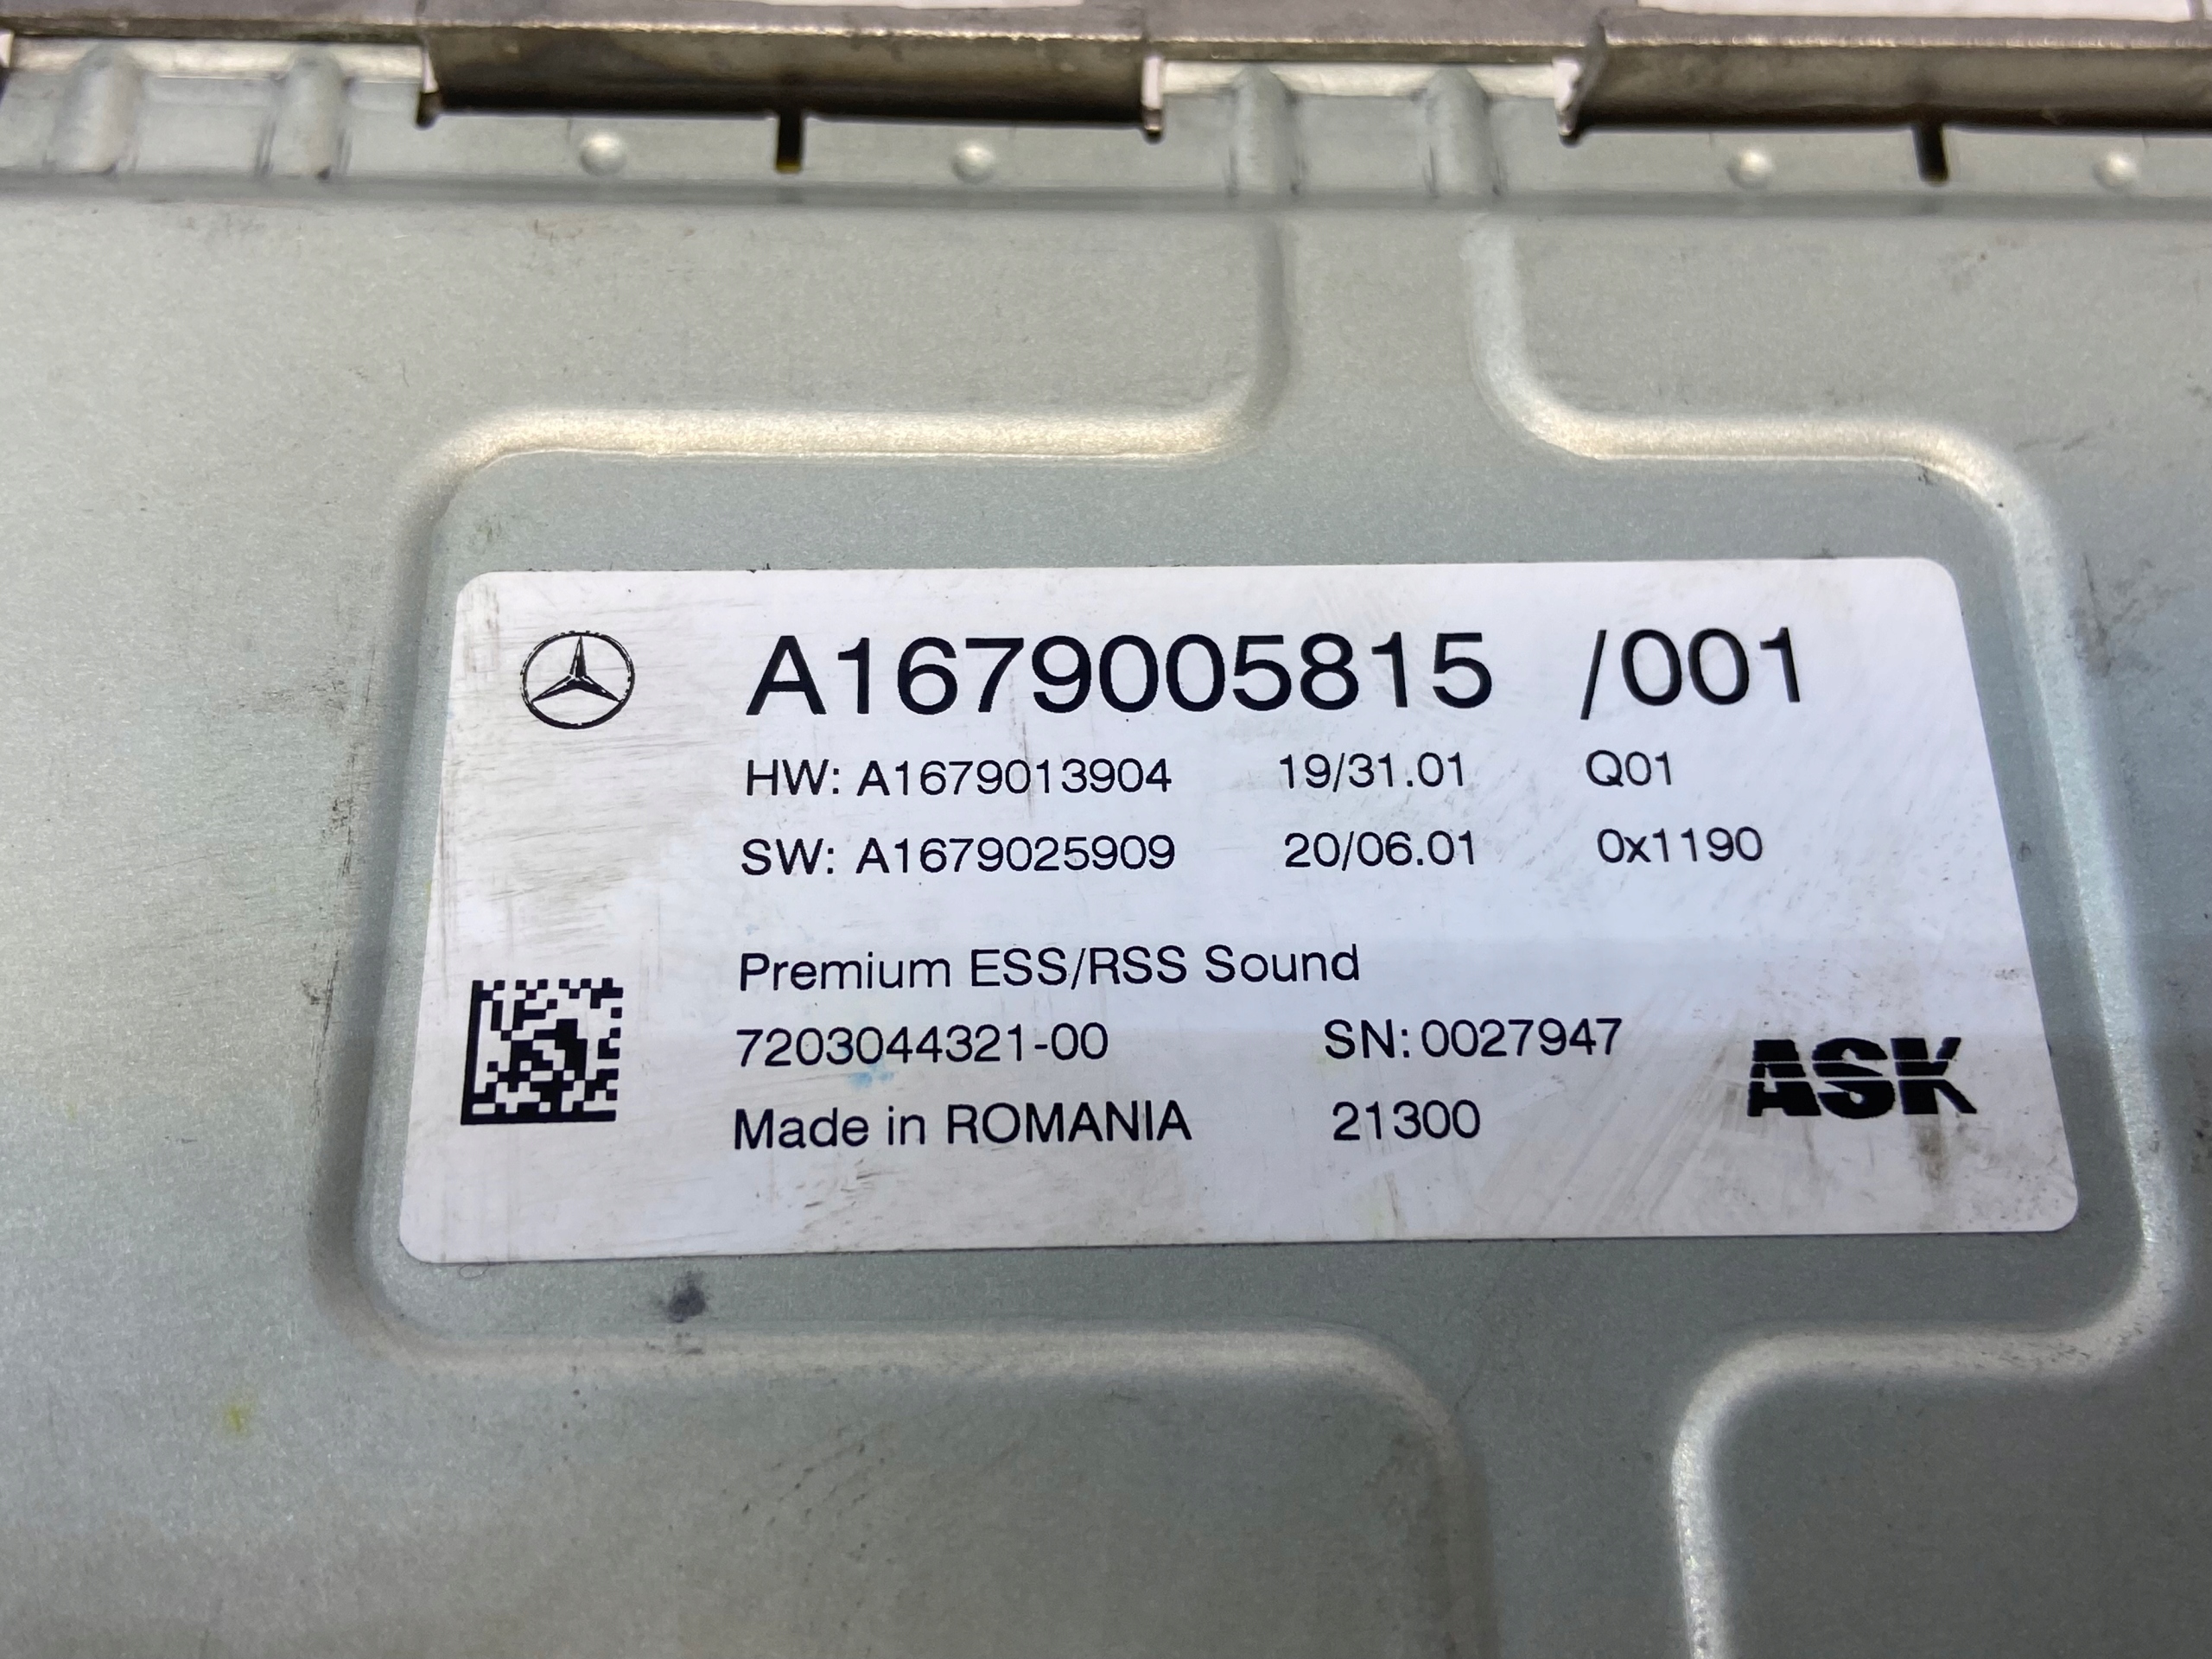 A1679005815 /001
HW: A1679013904 19/31.01 Q01
SW: A1679025909 20/06.01 0x1190
Premium ESS/RSS Sound
7203044321-00 SN: 0027947
Made in ROMANIA 21300
ASK